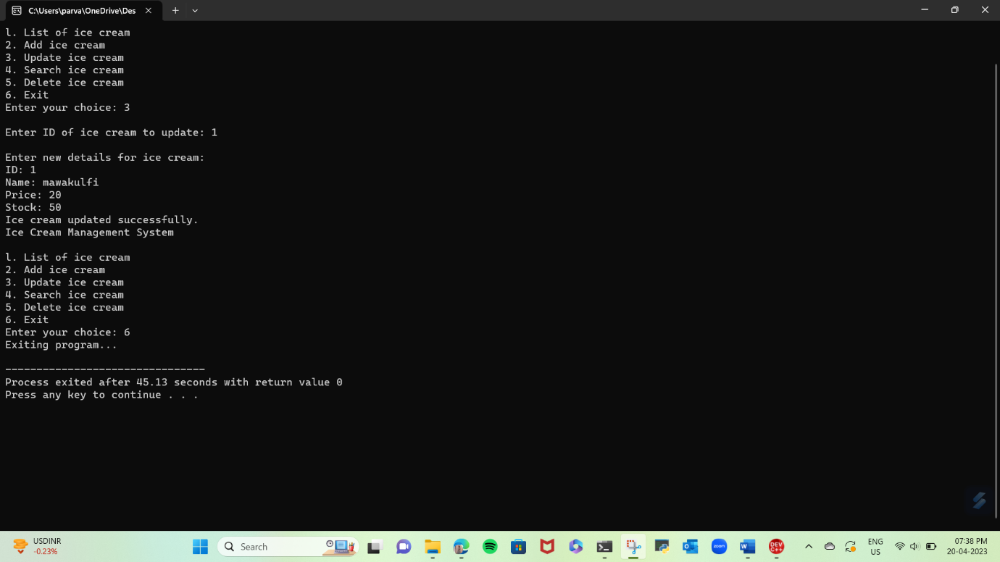 C:\Users\parva\OneDrive\Des
l. List of ice cream
2. Add ice cream
3. Update ice cream
4. Search ice cream
5. Delete ice cream
6. Exit
Enter your choice: 3
Enter ID of ice cream to update: 1
Enter new details for ice cream:
ID: 1
Name: mawakulfi
Price: 20
Stock: 50
Ice cream updated successfully.
Ice Cream Management System
l. List of ice cream
2. Add ice cream
3. Update ice cream
4. Search ice cream
5. Delete ice cream
6. Exit
Enter your choice: 6
Exiting program...
--------------------------------
Process exited after 45.13 seconds with return value 0
Press any key to continue . . .
USDINR
-0.23%
Search
zoom
DEV C++
ENG
US
07:38 PM
20-04-2023